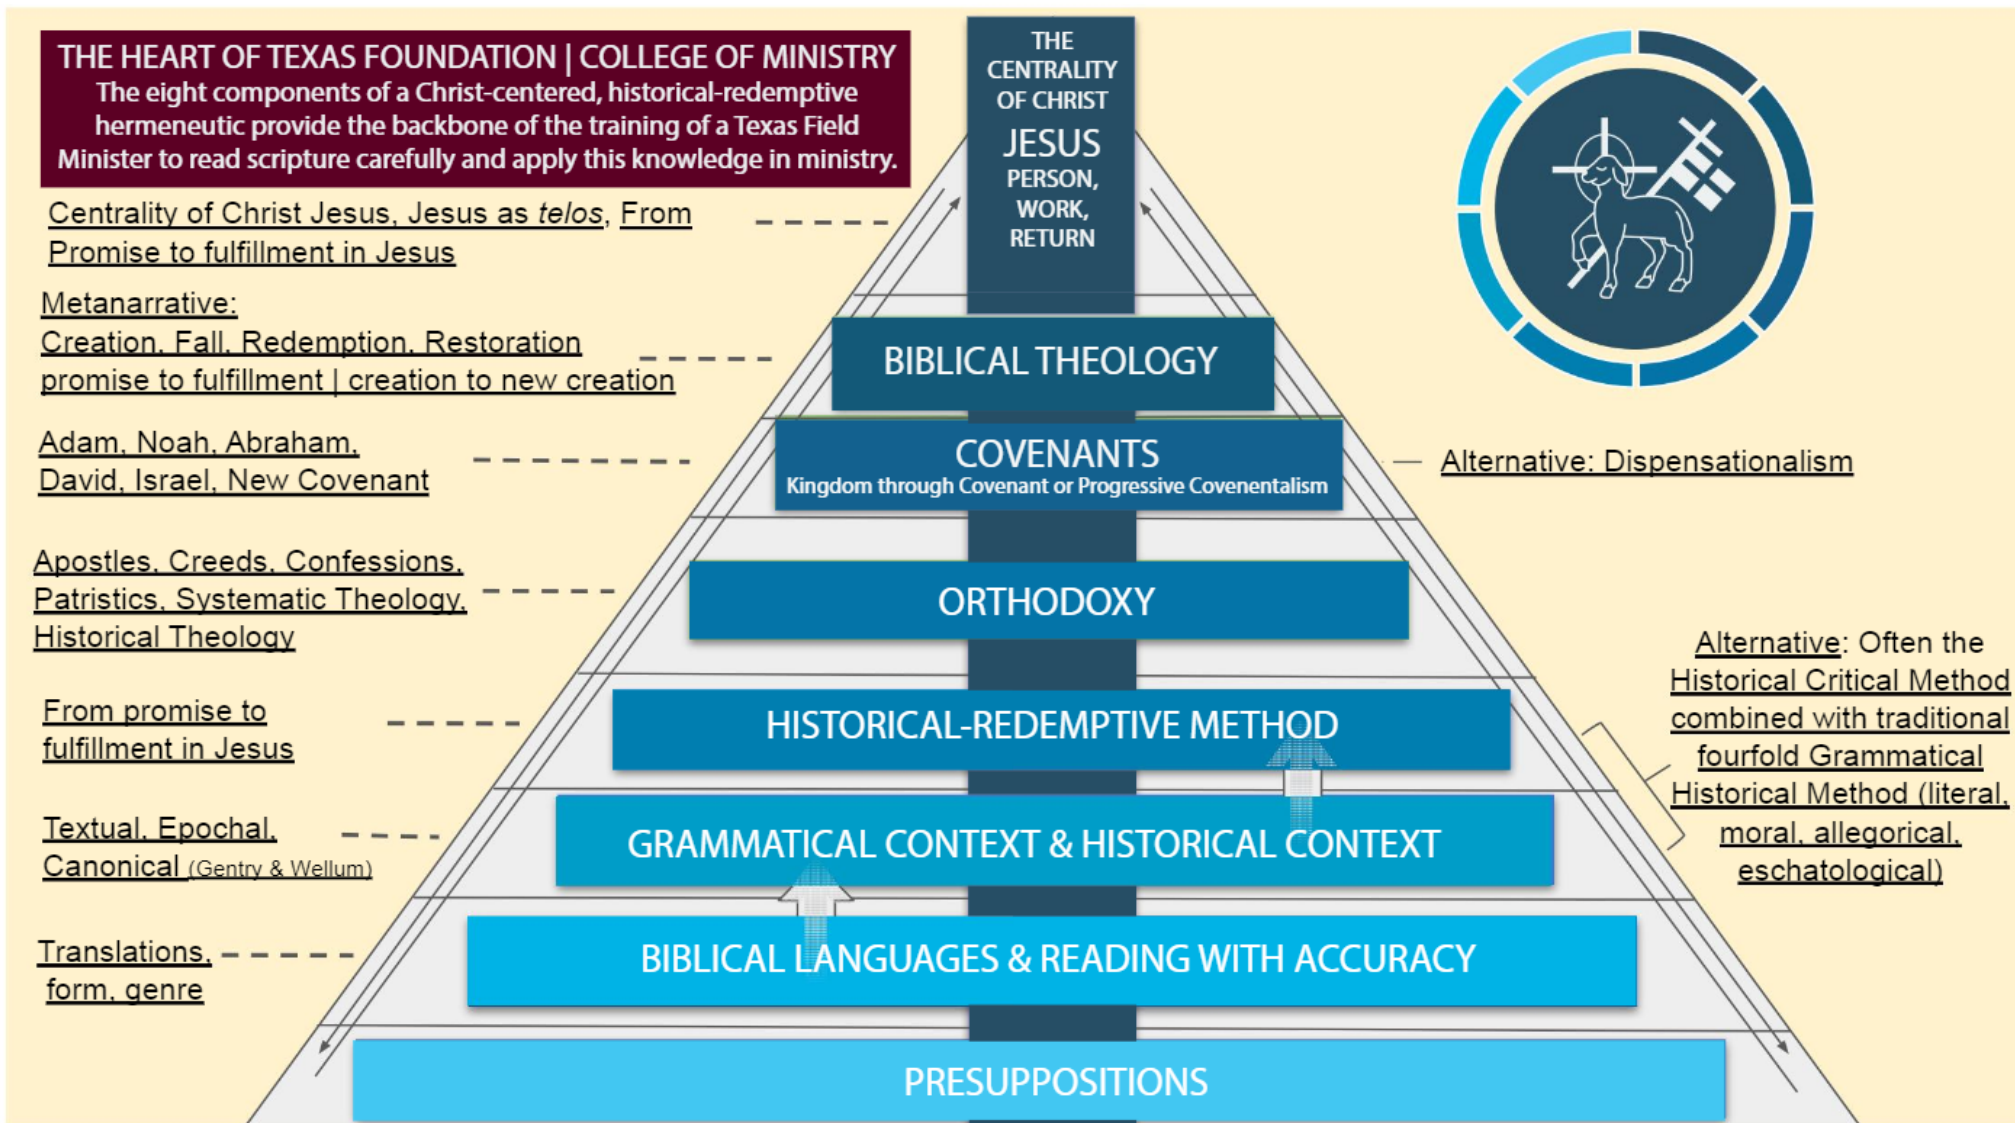 THE HEART OF TEXAS FOUNDATION | COLLEGE OF MINISTRY
The eight components of a Christ-centered, historical-redemptive
hermeneutic provide the backbone of the training of a Texas Field
Minister to read scripture carefully and apply this knowledge in ministry.
THE
CENTRALITY
OF CHRIST
JESUS
PERSON,
WORK,
RETURN
Centrality of Christ Jesus, Jesus as telos, From
Promise to fulfillment in Jesus
Metanarrative:
Creation, Fall, Redemption, Restoration
promise to fulfillment | creation to new creation
BIBLICAL THEOLOGY
Adam, Noah, Abraham,
David, Israel, New Covenant
COVENANTS
Kingdom through Covenant or Progressive Covenentalism
Alternative: Dispensationalism
Apostles, Creeds, Confessions,
Patristics, Systematic Theology,
Historical Theology
ORTHODOXY
From promise to
fulfillment in Jesus
HISTORICAL-REDEMPTIVE METHOD
Alternative: Often the
Historical Critical Method
combined with traditional
fourfold Grammatical
Historical Method (literal,
moral, allegorical,
eschatological)
Textual, Epochal,
Canonical (Gentry & Wellum)
GRAMMATICAL CONTEXT & HISTORICAL CONTEXT
Translations,
form, genre
BIBLICAL LANGUAGES & READING WITH ACCURACY
PRESUPPOSITIONS